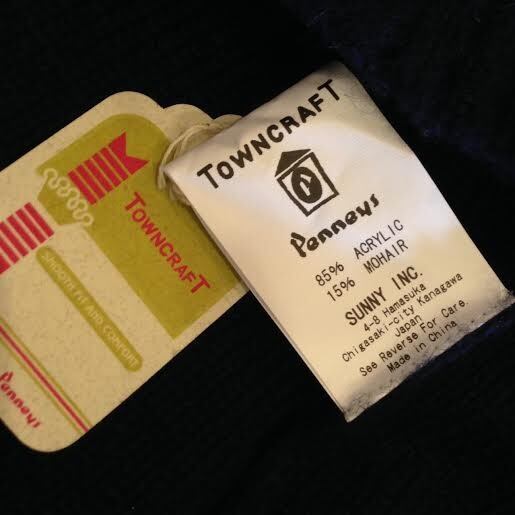 TOWNCRAFT
SMOOTH FIT AND COMFORT
Penneys
TOWNCRAFT
Penneys
85% ACRYLIC
15% MOHAIR
SUNNY INC.
4-8 Hamasuka
Chigasaki-city Kanagawa
Japan
See Reverse For Care.
Made in China